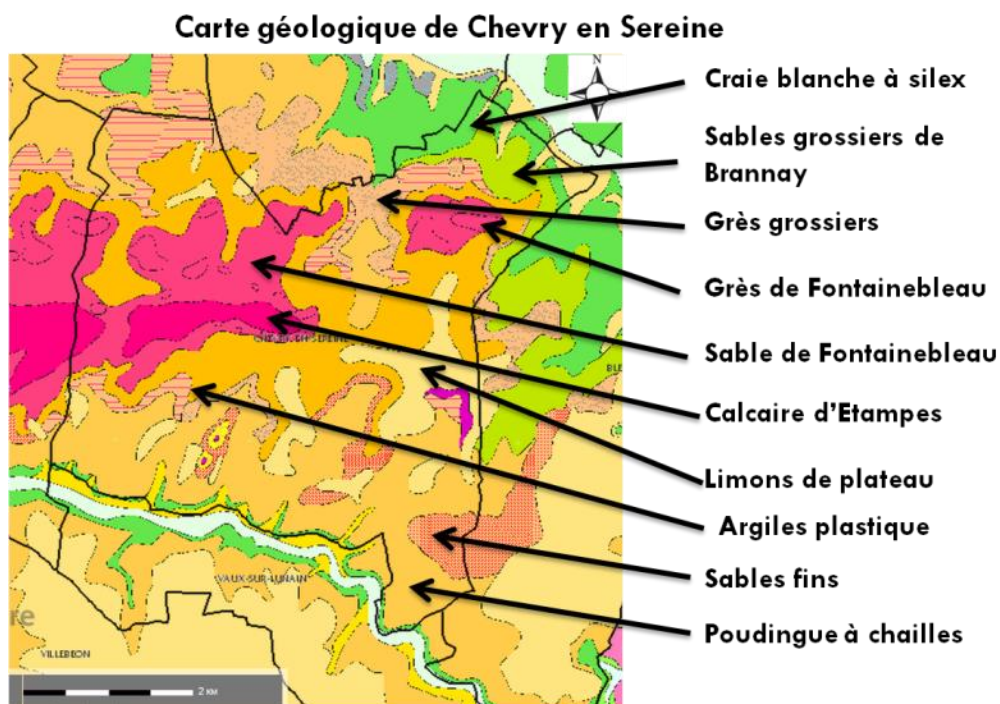 Carte géologique de Chevry en Sereine
N
Craie blanche à silex
Sables grossiers de
Brannay
Grès grossiers
Grès de Fontainebleau
Sable de Fontainebleau
Calcaire d'Etampes
Limons de plateau
Argiles plastique
Sables fins
Poudingue à chailles
BLE
VAUX-SUR-LUNAIN
re
VILLEBEON
2 KM